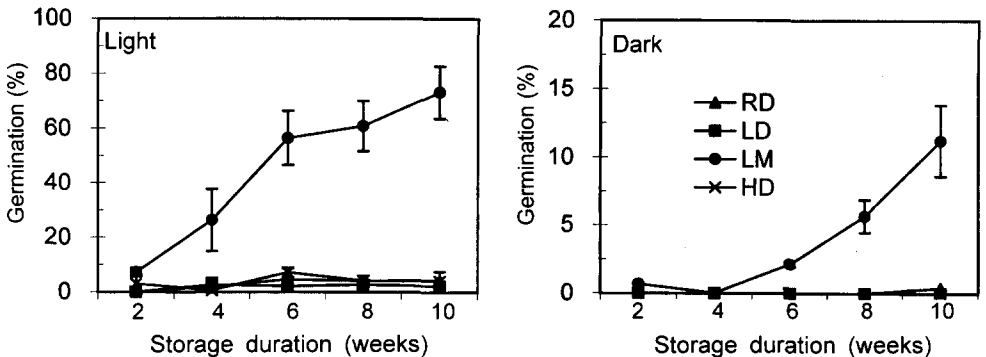 Light
Germination (%)
100
80
60
40
20
0
2 4 6 8 10
Storage duration (weeks)
Dark
Germination (%)
20
15
10
5
0
RD
LD
LM
HD
2 4 6 8 10
Storage duration (weeks)